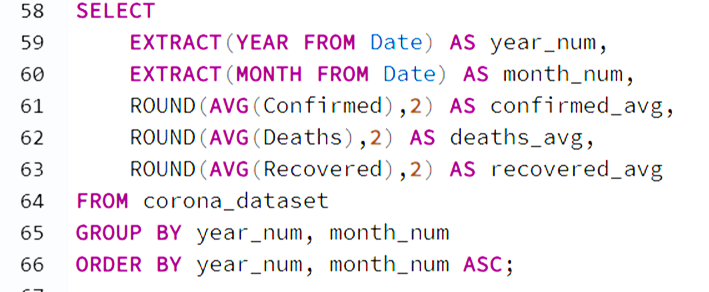 58 SELECT
59 EXTRACT(YEAR FROM Date) AS year_num,
60 EXTRACT(MONTH FROM Date) AS month_num,
61 ROUND(AVG(Confirmed),2) AS confirmed_avg,
62 ROUND(AVG(Deaths),2) AS deaths_avg,
63 ROUND(AVG(Recovered),2) AS recovered_avg
64 FROM corona_dataset
65 GROUP BY year_num, month_num
66 ORDER BY year_num, month_num ASC;